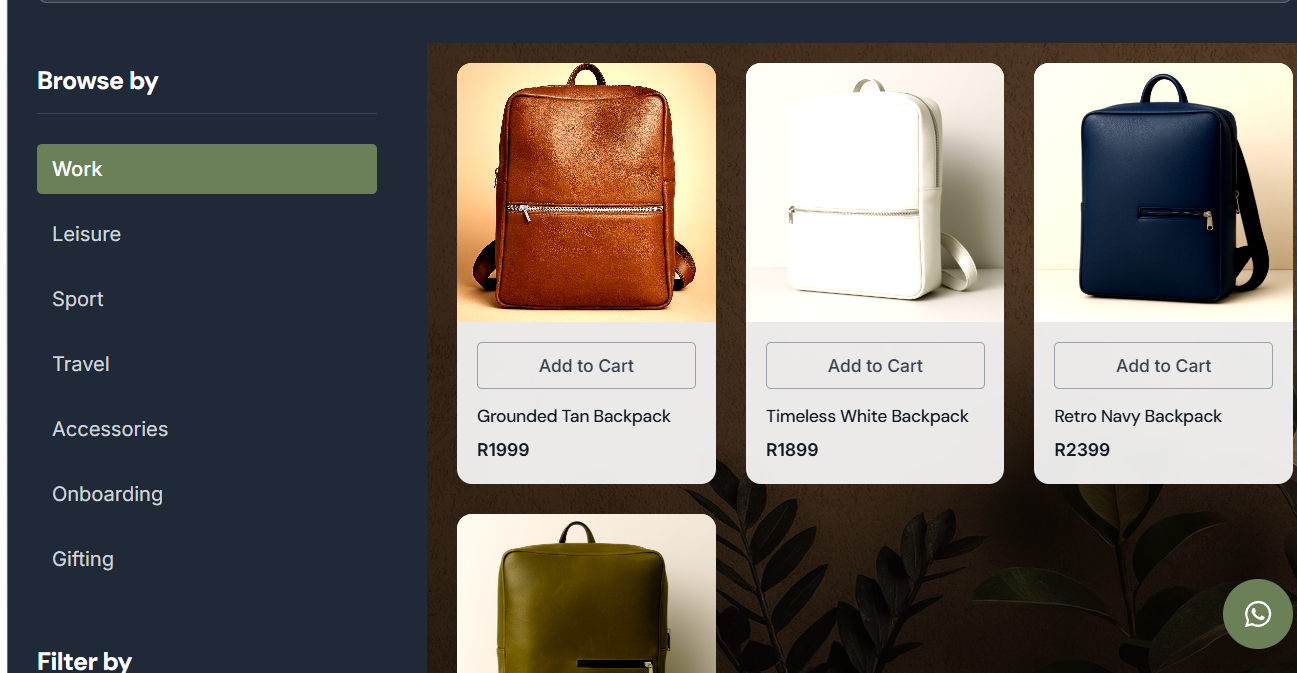 Browse by
Work
Leisure
Sport
Travel
Accessories
Onboarding
Gifting
Filter by
Add to Cart
Grounded Tan Backpack
R1999
Add to Cart
Timeless White Backpack
R1899
Add to Cart
Retro Navy Backpack
R2399